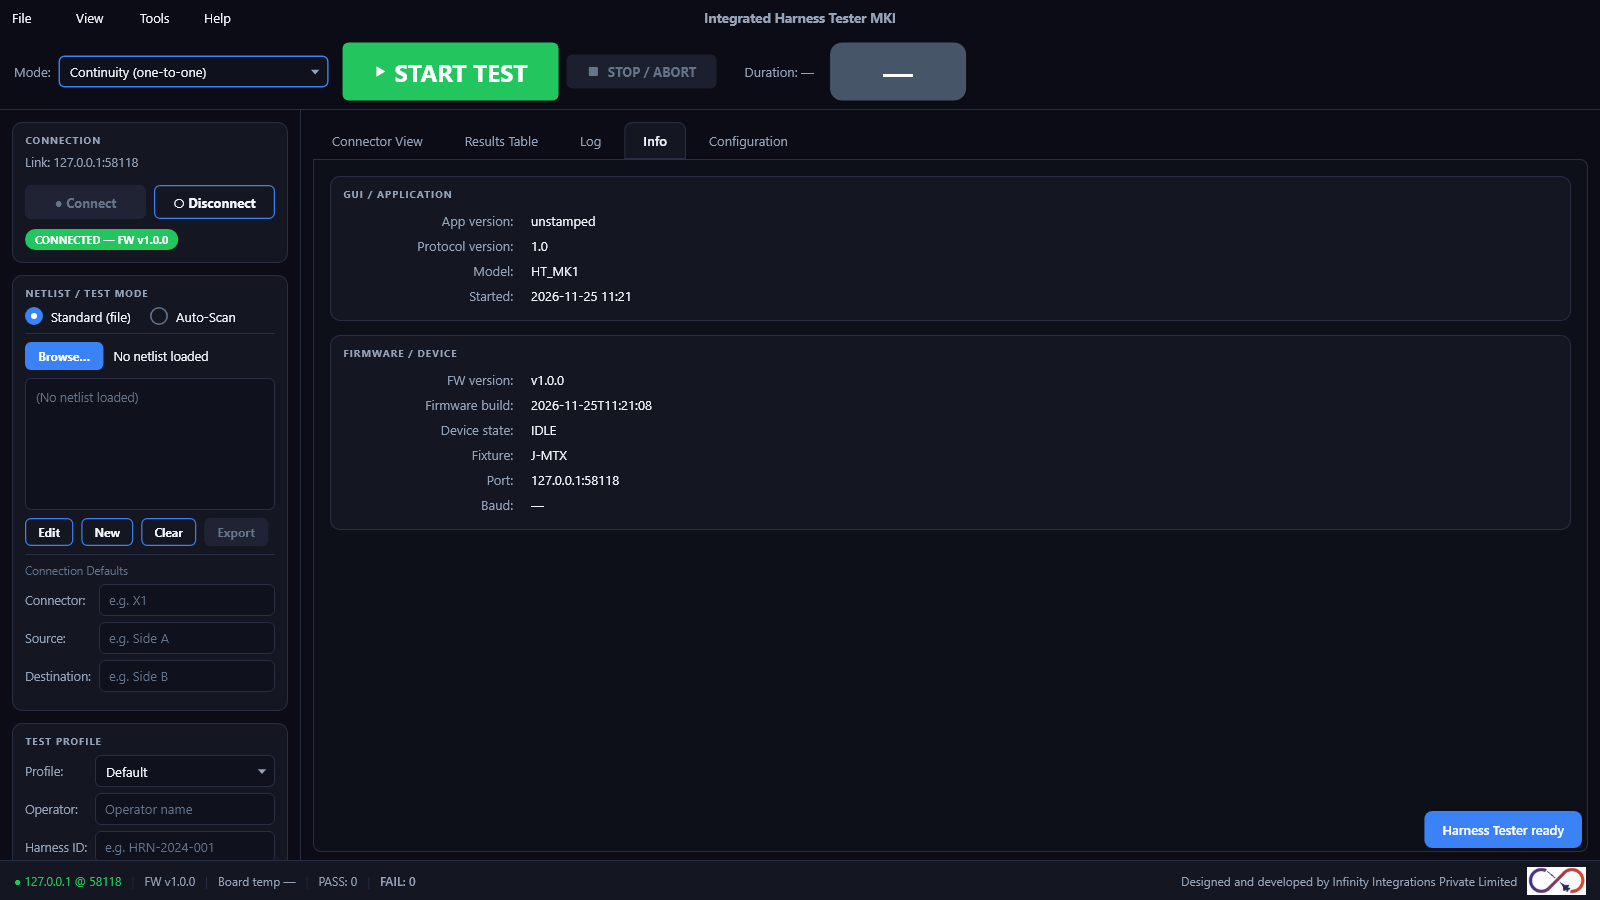 File View Tools Help
Integrated Harness Tester MKI
Mode: Continuity (one-to-one)
START TEST
STOP / ABORT
Duration: —
—
CONNECTION
Link: 127.0.0.1:58118
Connect
Disconnect
CONNECTED — FW v1.0.0
NETLIST / TEST MODE
Standard (file) Auto-Scan
Browse... No netlist loaded
(No netlist loaded)
Edit New Clear Export
Connection Defaults
Connector: e.g. X1
Source: e.g. Side A
Destination: e.g. Side B
TEST PROFILE
Profile: Default
Operator: Operator name
Harness ID: e.g. HRN-2024-001
Connector View Results Table Log Info Configuration
GUI / APPLICATION
App version: unstamped
Protocol version: 1.0
Model: HT_MK1
Started: 2026-11-25 11:21
FIRMWARE / DEVICE
FW version: v1.0.0
Firmware build: 2026-11-25T11:21:08
Device state: IDLE
Fixture: J-MTX
Port: 127.0.0.1:58118
Baud: —
Harness Tester ready
127.0.0.1 @ 58118 FW v1.0.0 Board temp — PASS: 0 FAIL: 0
Designed and developed by Infinity Integrations Private Limited